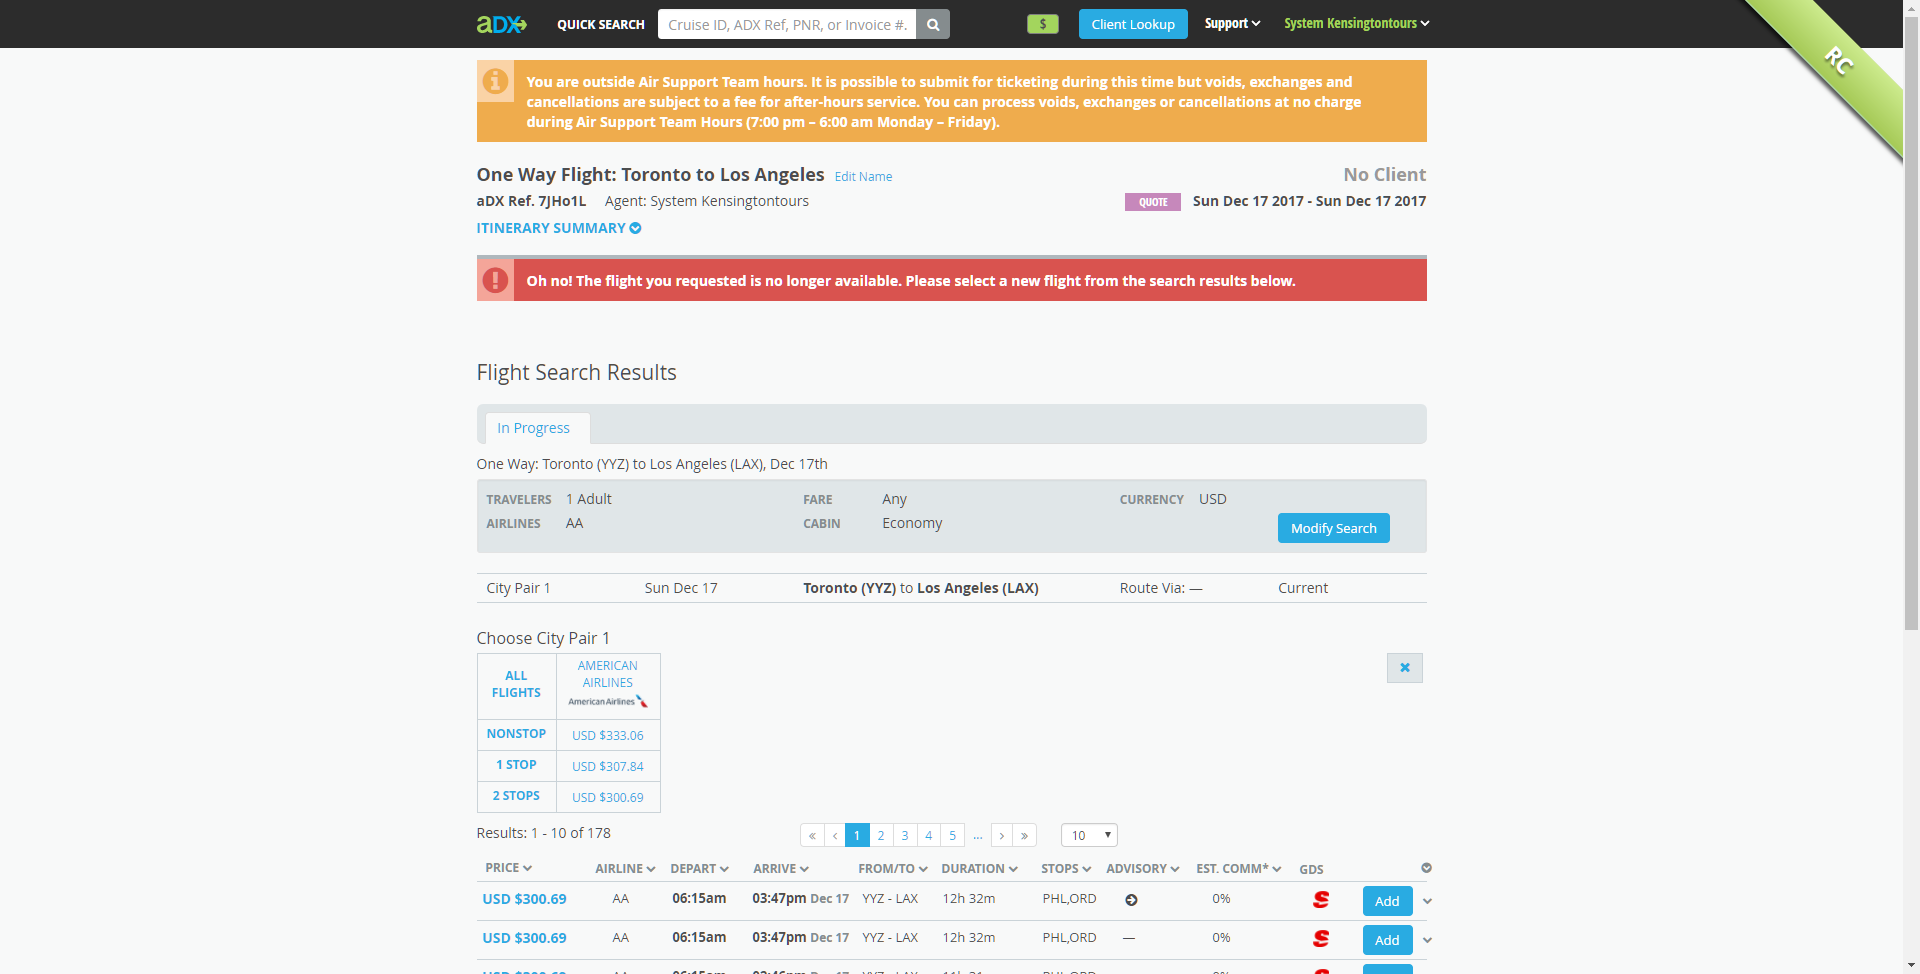 aDX QUICK SEARCH Cruise ID, ADX Ref, PNR, or Invoice #. $ Client Lookup Support System Kensingtontours
RC
You are outside Air Support Team hours. It is possible to submit for ticketing during this time but voids, exchanges and
cancellations are subject to a fee for after-hours service. You can process voids, exchanges or cancellations at no charge
during Air Support Team Hours (7:00 pm – 6:00 am Monday – Friday).
One Way Flight: Toronto to Los Angeles Edit Name No Client
aDX Ref. 7JHo1L Agent: System Kensingtontours QUOTE Sun Dec 17 2017 - Sun Dec 17 2017
ITINERARY SUMMARY
Oh no! The flight you requested is no longer available. Please select a new flight from the search results below.
Flight Search Results
In Progress
One Way: Toronto (YYZ) to Los Angeles (LAX), Dec 17th
TRAVELERS 1 Adult FARE Any CURRENCY USD
AIRLINES AA CABIN Economy
Modify Search
City Pair 1 Sun Dec 17 Toronto (YYZ) to Los Angeles (LAX) Route Via: — Current
Choose City Pair 1
ALL FLIGHTS AMERICAN AIRLINES
American Airlines
NONSTOP USD $333.06
1 STOP USD $307.84
2 STOPS USD $300.69
Results: 1 - 10 of 178 « ‹ 1 2 3 4 5 ... › » 10
PRICE AIRLINE DEPART ARRIVE FROM/TO DURATION STOPS ADVISORY EST. COMM* GDS
USD $300.69 AA 06:15am 03:47pm Dec 17 YYZ - LAX 12h 32m PHL,ORD 0% Add
USD $300.69 AA 06:15am 03:47pm Dec 17 YYZ - LAX 12h 32m PHL,ORD — 0% Add